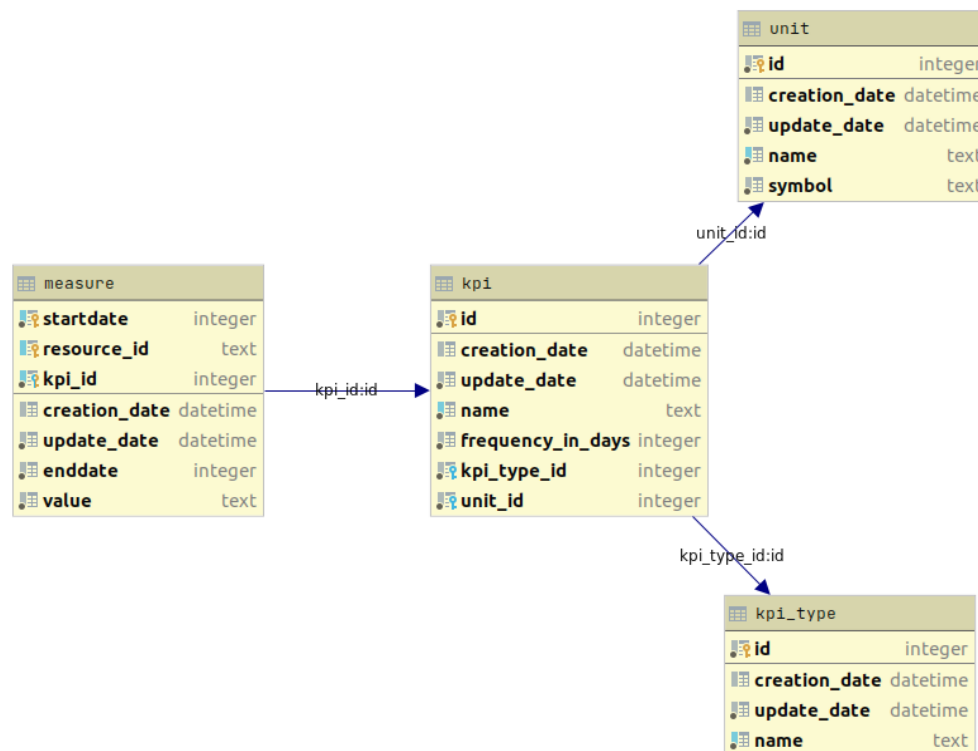 unit
id integer
creation_date datetime
update_date datetime
name text
symbol text
unit_id:id
measure
startdate integer
resource_id text
kpi_id integer
creation_date datetime
update_date datetime
enddate integer
value text
kpi_id:id
kpi
id integer
creation_date datetime
update_date datetime
name text
frequency_in_days integer
kpi_type_id integer
unit_id integer
kpi_type_id:id
kpi_type
id integer
creation_date datetime
update_date datetime
name text